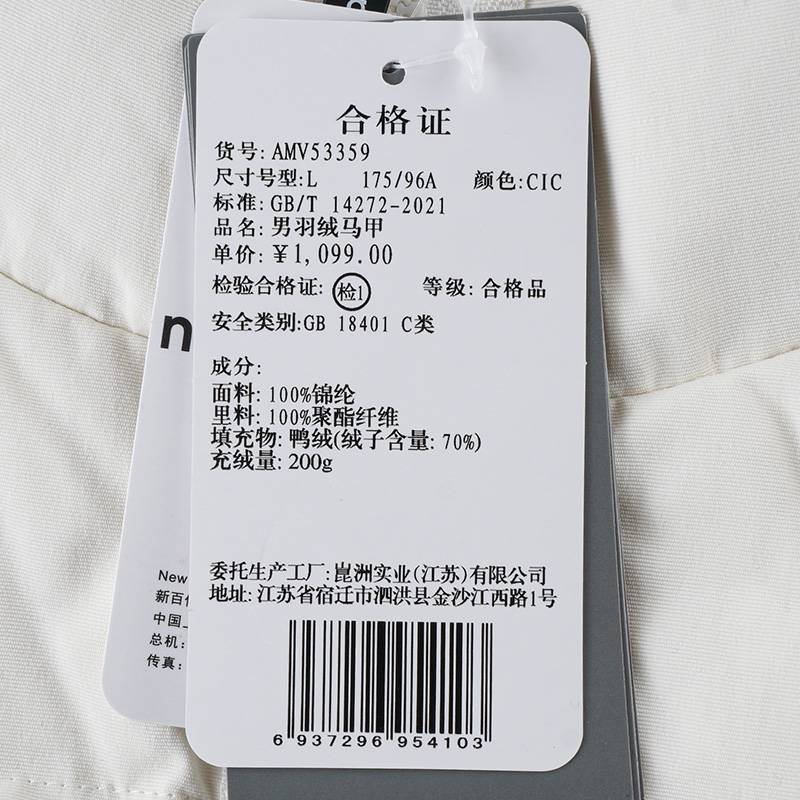 合格证
货号: AMV53359
尺寸号型:L 175/96A 颜色:CIC
标准: GB/T 14272-2021
品名: 男羽绒马甲
单价: ¥1,099.00
检验合格证: 检1 等级: 合格品
安全类别:GB 18401 C类
成分:
面料: 100%锦纶
里料: 100%聚酯纤维
填充物: 鸭绒(绒子含量: 70%)
充绒量: 200g
委托生产工厂: 崑洲实业(江苏)有限公司
地址: 江苏省宿迁市泗洪县金沙江西路1号
6 937296 954103
n
New
新百
中国
总机:
传真: